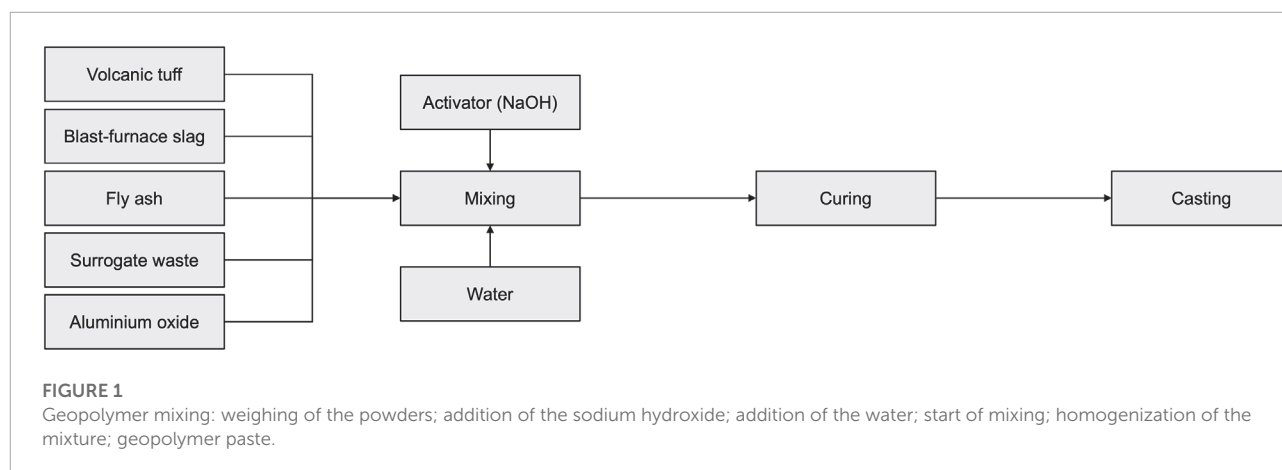 Volcanic tuff
Blast-furnace slag
Fly ash
Surrogate waste
Aluminium oxide
Activator (NaOH)
Mixing
Water
Curing
Casting
FIGURE 1
Geopolymer mixing: weighing of the powders; addition of the sodium hydroxide; addition of the water; start of mixing; homogenization of the
mixture; geopolymer paste.